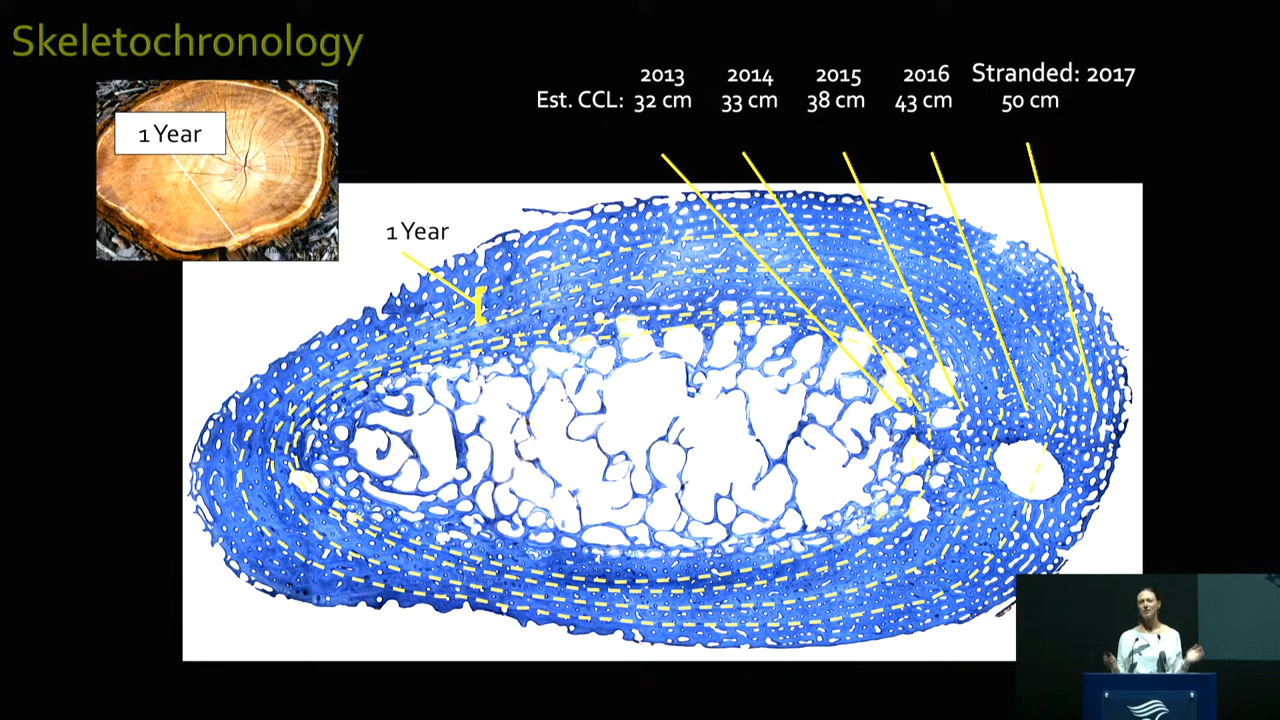 Skeletochronology
1 Year
2013 2014 2015 2016 Stranded: 2017
Est. CCL: 32 cm 33 cm 38 cm 43 cm 50 cm
1 Year